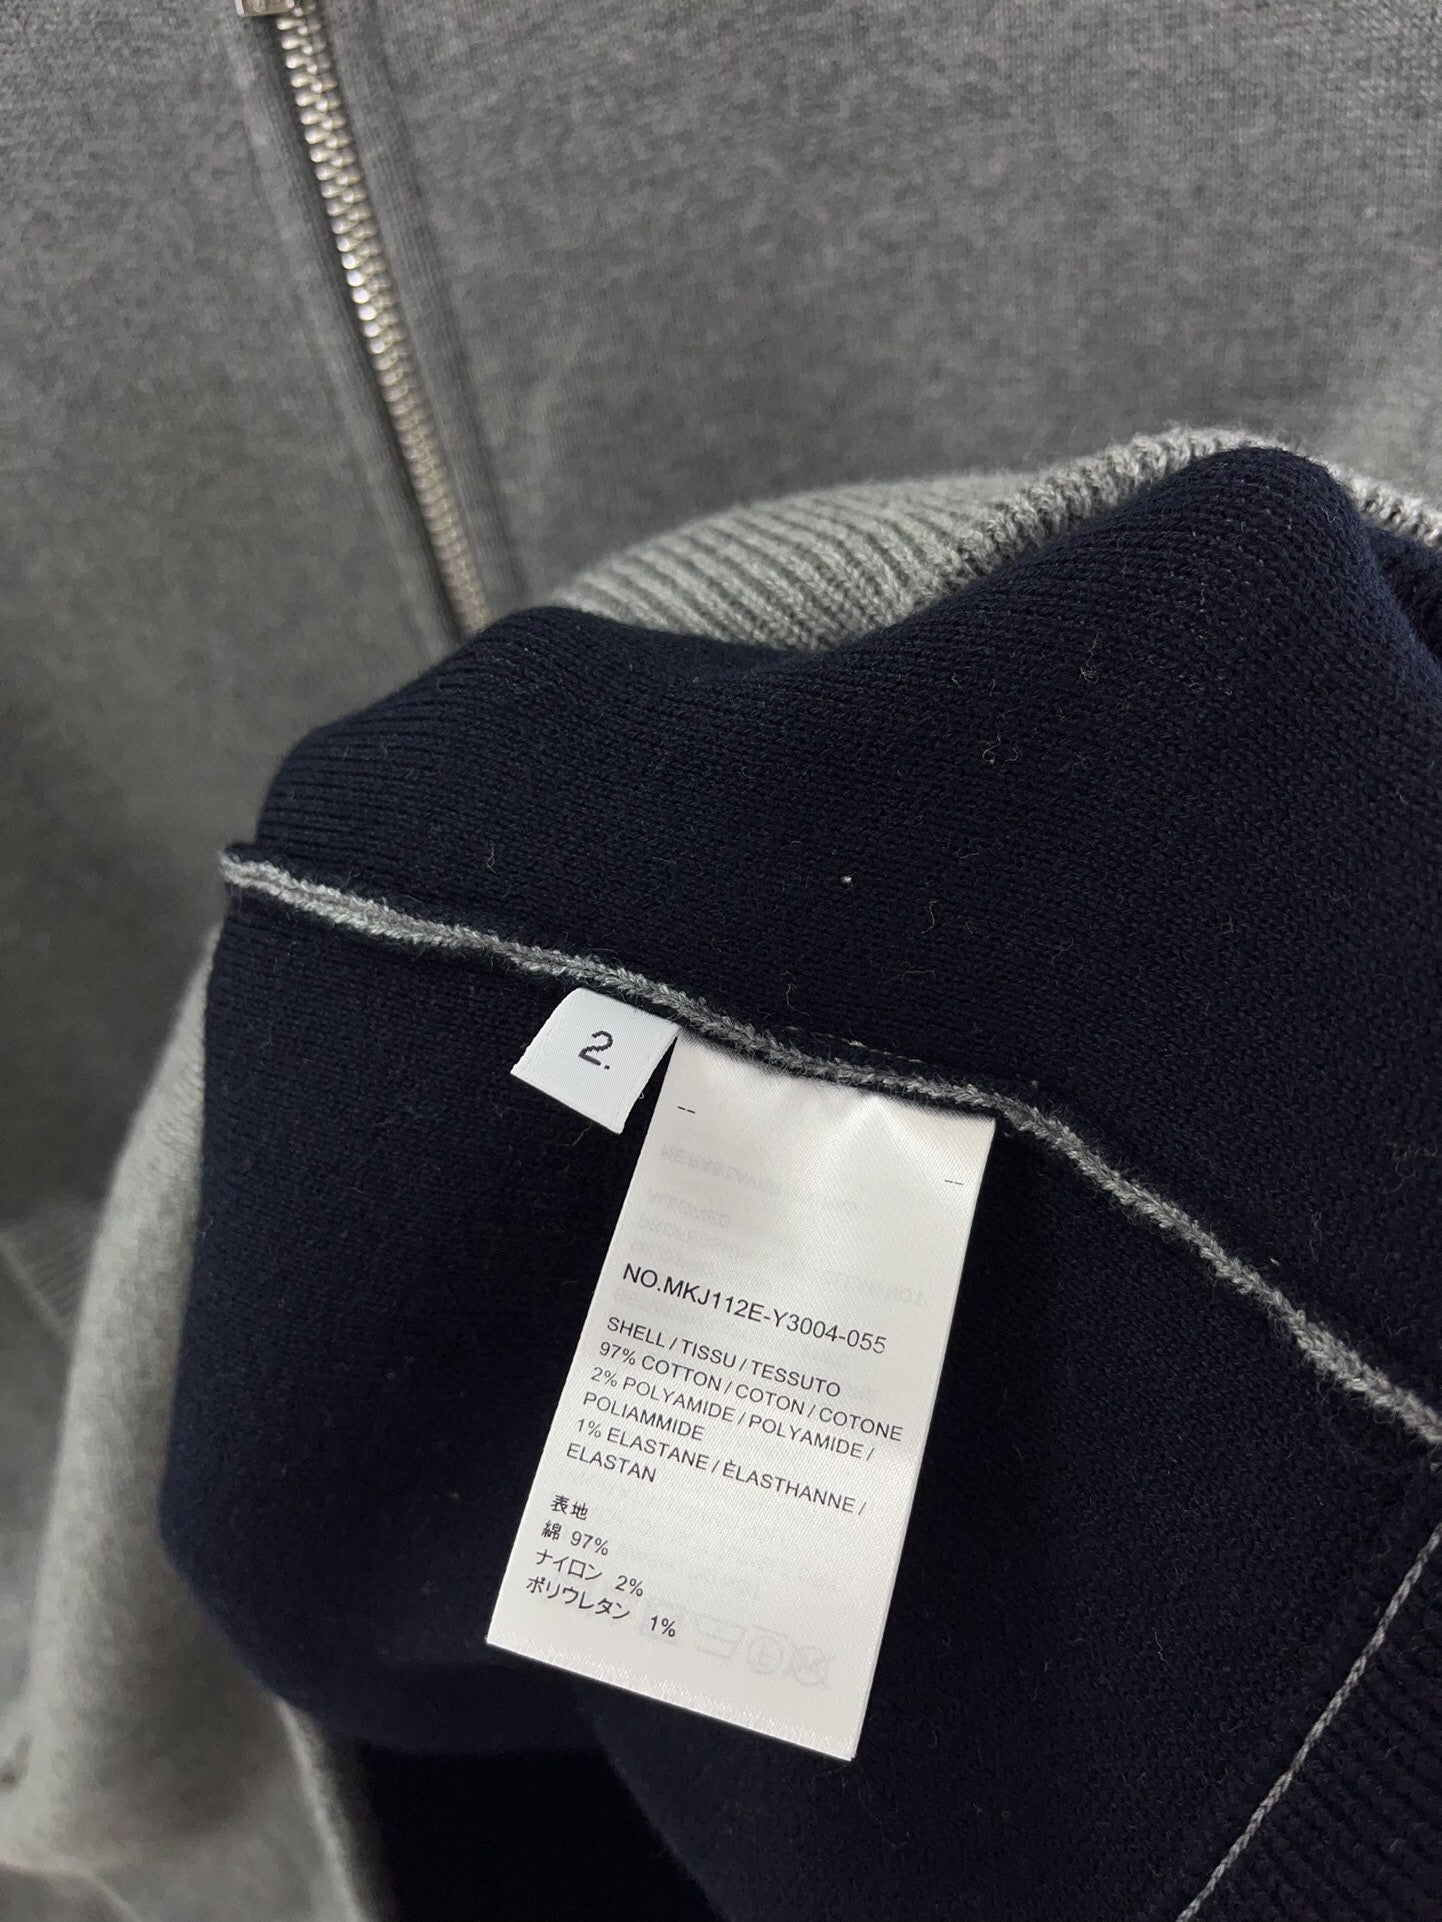 2.
--
--
NO.MKJ112E-Y3004-055
SHELL / TISSU / TESSUTO
97% COTTON / COTON / COTONE
2% POLYAMIDE / POLYAMIDE /
POLIAMMIDE
1% ELASTANE / ÉLASTHANNE /
ELASTAN
表地
綿 97%
ナイロン 2%
ポリウレタン 1%